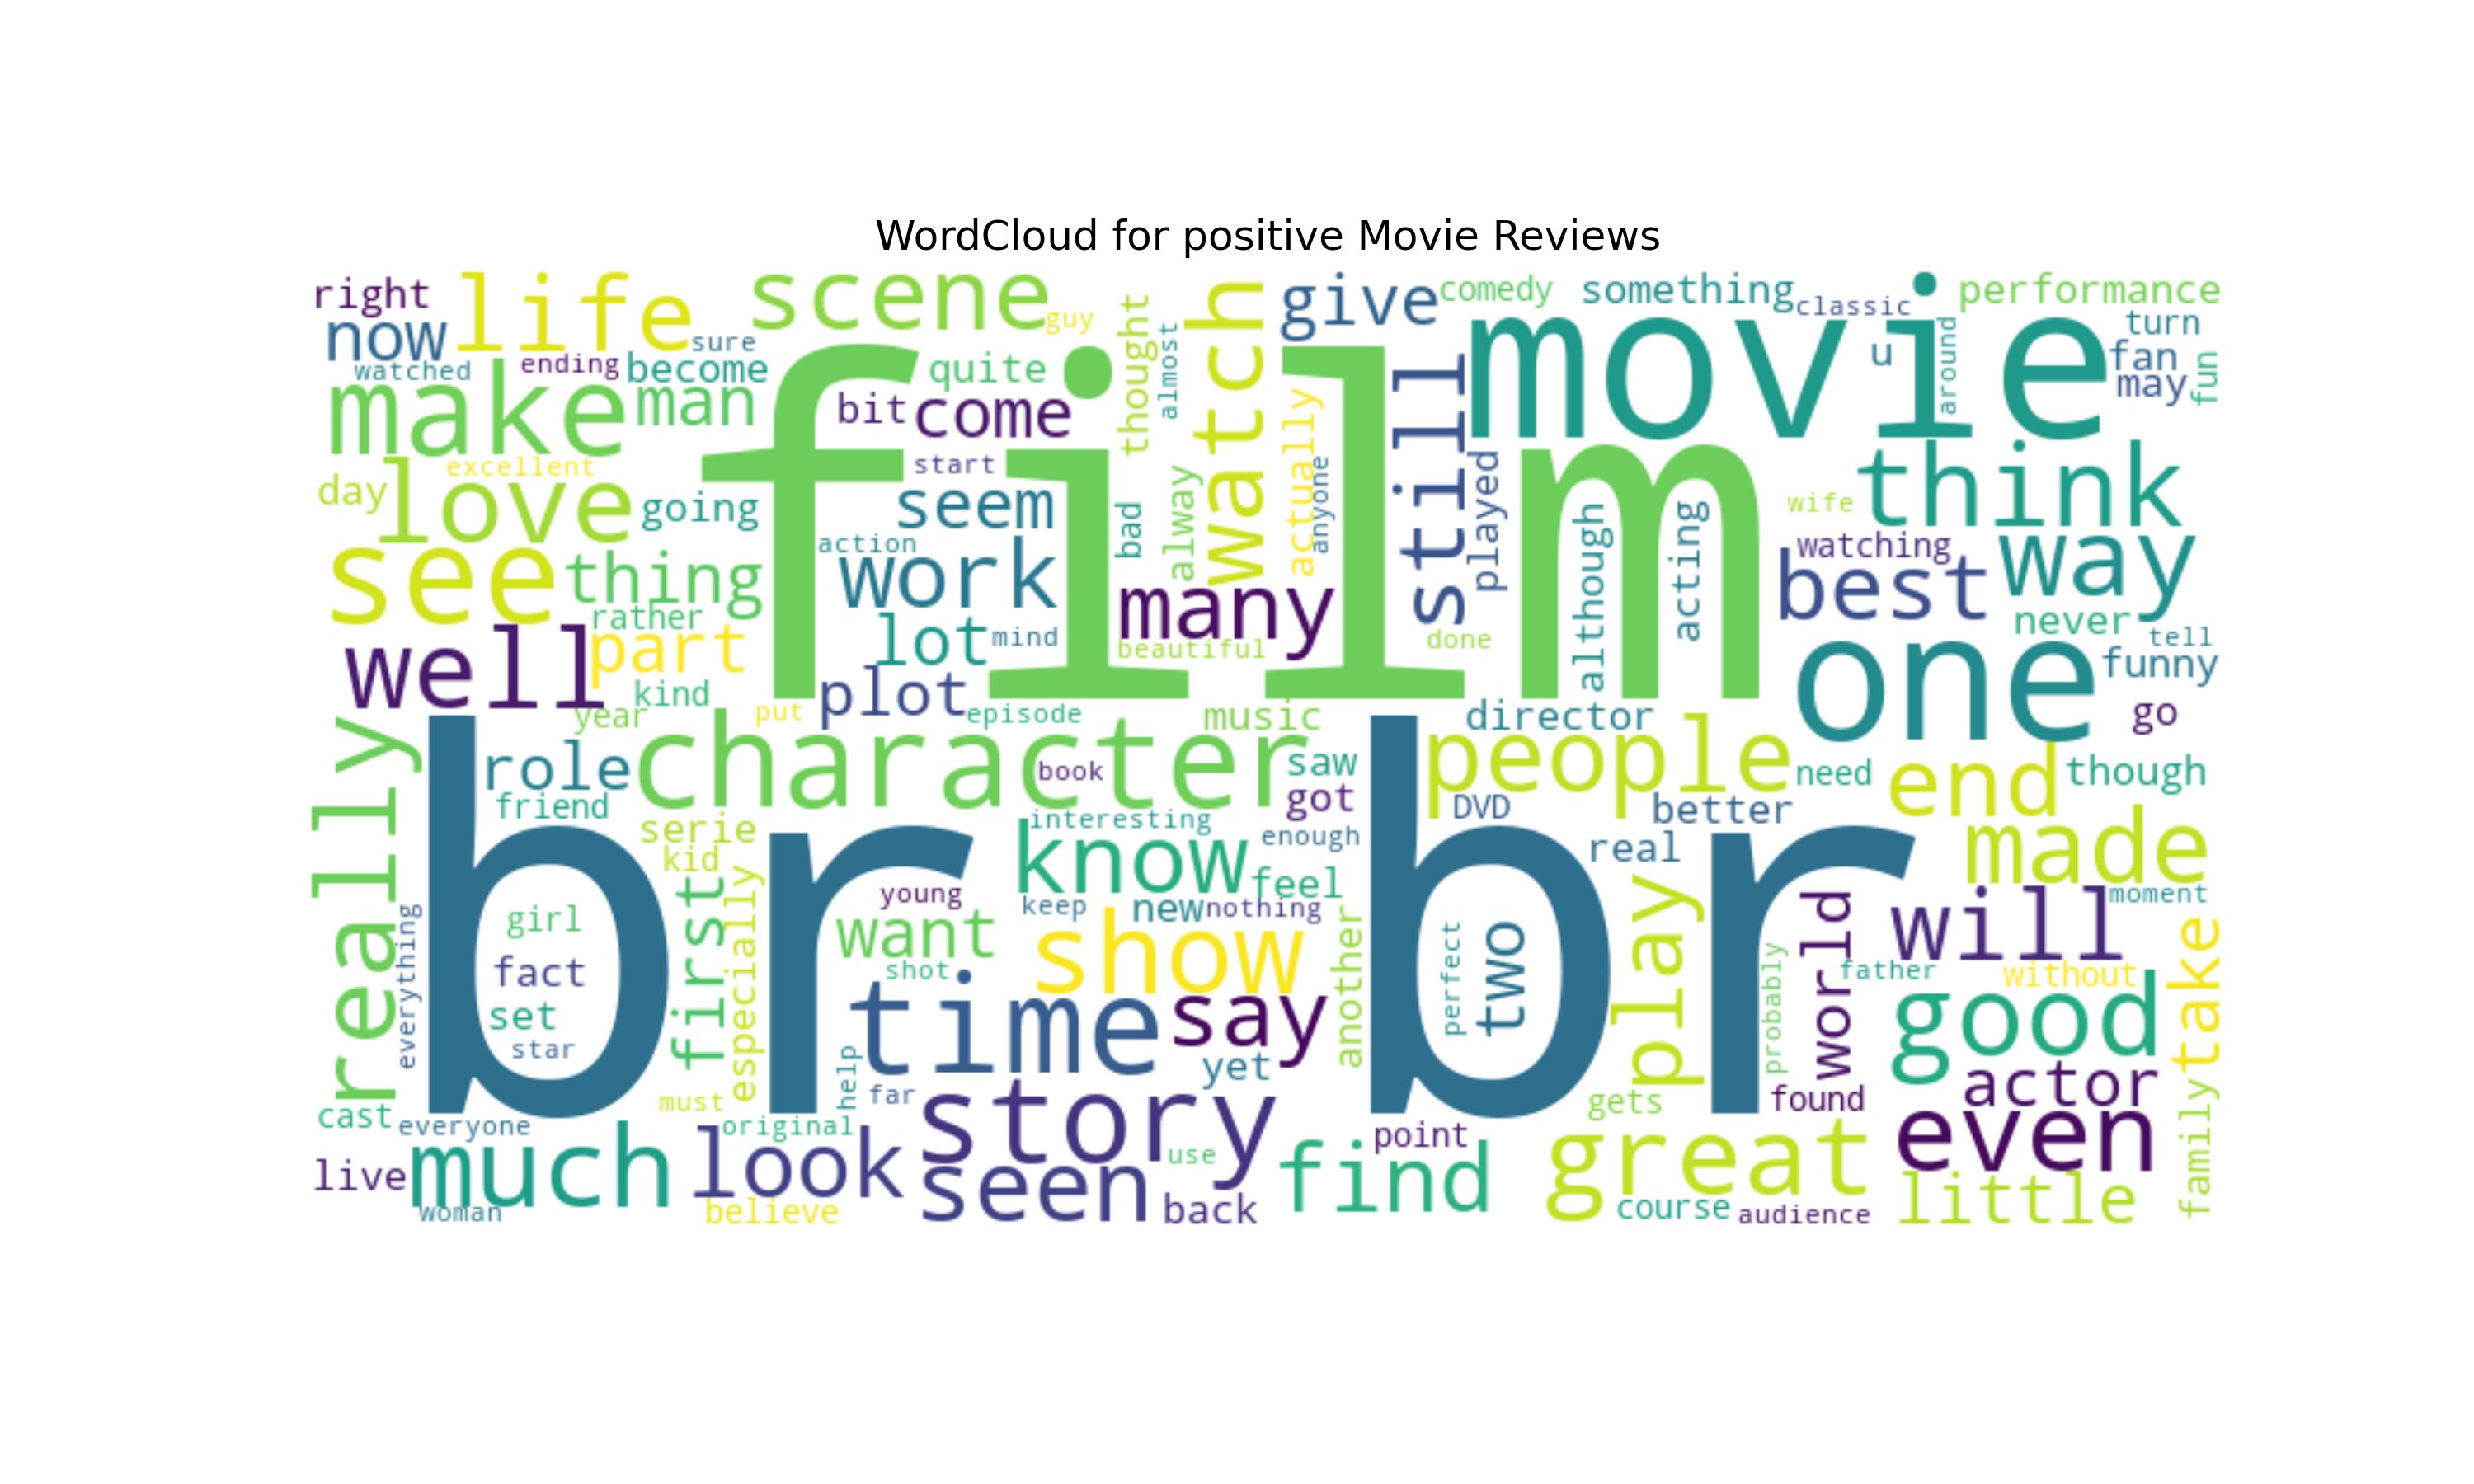 WordCloud for positive Movie Reviews
right life scene guy thought almost watch give comedy something classic movie performance
now sure turn
watched ending become quite u around fan
make man film bit come may fun
still
excellent start actually anyone played think
day love going seem alway bad although acting wife
see thing action work watching way
rather many best
well part lot mind beautiful done never tell
kind plot one funny
year put episode music director go
really br role character book saw br people need end though
friend got DVD better
serie interesting enough real made
kid know feel
everything girl first especially young keep new nothing another perfect two play probably world will moment
want show
fact shot father without take
set time say good
star help yet
cast must far story gets found actor
everyone original point even family
live much look use find great
woman believe seen back course audience little